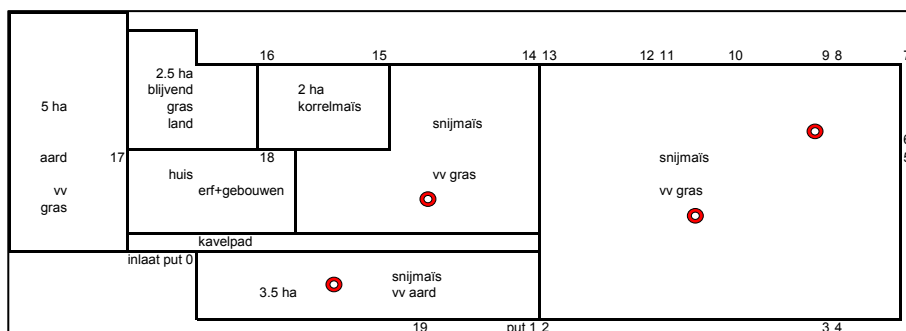 16 15 14 13 12 11 10 9 8 7
2.5 ha
blijvend
gras
land
2 ha
korrelmaïs
5 ha
snijmaïs
vv gras
snijmaïs
vv gras
6
5
aard
vv
gras
17
18
huis
erf+gebouwen
kavelpad
inlaat put 0
3.5 ha
snijmaïs
vv aard
19 put 1 2 3 4